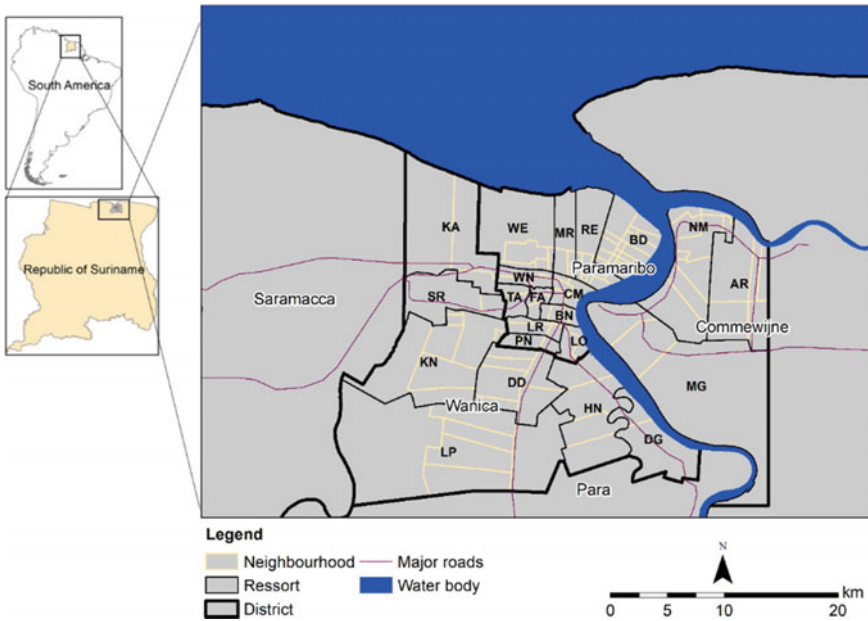 South America
Republic of Suriname
KA
WE
MR
RE
BD
NM
Paramaribo
AR
WN
SR
TA
FA
CM
Saramacca
BN
Commewijne
LR
LO
PN
KN
DD
MG
Wanica
HN
DG
LP
Para
Legend
Neighbourhood
Major roads
Ressort
Water body
District
N
km
0 5 10 20